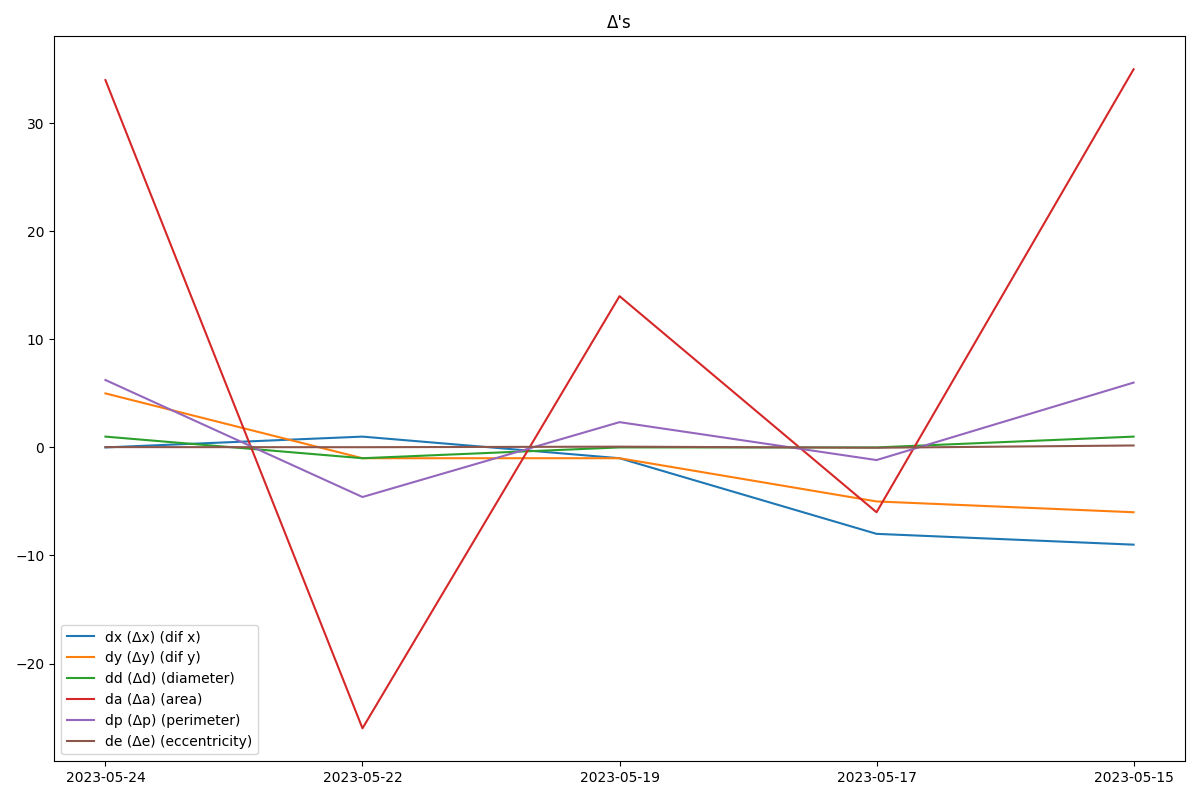 Δ's
30
20
10
0
−10
−20
dx (Δx) (dif x)
dy (Δy) (dif y)
dd (Δd) (diameter)
da (Δa) (area)
dp (Δp) (perimeter)
de (Δe) (eccentricity)
2023-05-24 2023-05-22 2023-05-19 2023-05-17 2023-05-15